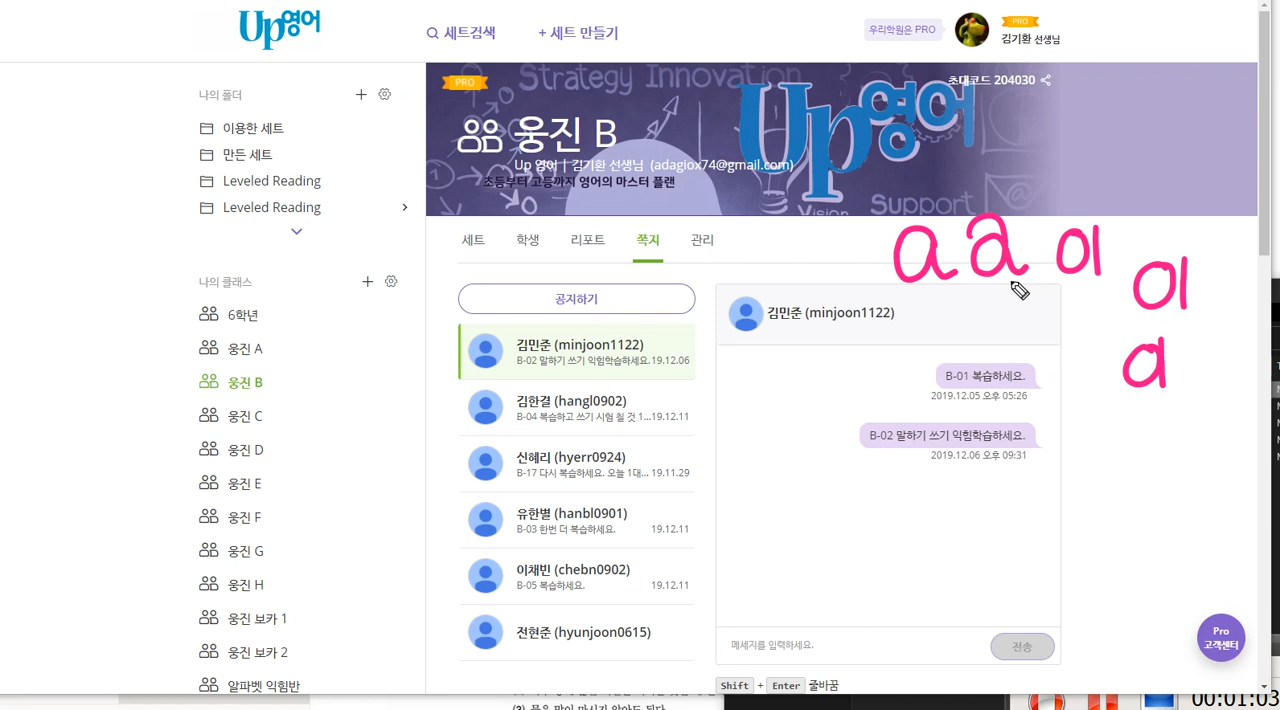 Up영어
세트검색
+ 세트 만들기
우리학원은 PRO
PRO
김기환 선생님
나의 폴더
이용한 세트
만든 세트
Leveled Reading
Leveled Reading
나의 클래스
6학년
웅진 A
웅진 B
웅진 C
웅진 D
웅진 E
웅진 F
웅진 G
웅진 H
웅진 보카 1
웅진 보카 2
알파벳 익힘반
PRO
Strategy Innovation
초대코드 204030
웅진 B
Up영어
Up 영어 | 김기환 선생님 (adagiox74@gmail.com)
초등부터 고등까지 영어의 마스터 플랜
Vision
Support
세트
학생
리포트
쪽지
관리
a a a
a
a
공지하기
김민준 (minjoon1122)
B-02 말하기 쓰기 익힘학습하세요. 19.12.06
김한결 (hangl0902)
B-04 복습하고 쓰기 시험 칠 것 1... 19.12.11
신혜리 (hyerr0924)
B-17 다시 복습하세요. 오늘 1대... 19.11.29
유한별 (hanbl0901)
B-03 한번 더 복습하세요. 19.12.11
이채빈 (chebn0902)
B-05 복습하세요. 19.12.11
전현준 (hyunjoon0615)
김민준 (minjoon1122)
B-01 복습하세요.
2019.12.05 오후 05:26
B-02 말하기 쓰기 익힘학습하세요.
2019.12.06 오후 09:31
메세지를 입력하세요.
전송
Shift + Enter 줄바꿈
Pro
고객센터
00:01:03